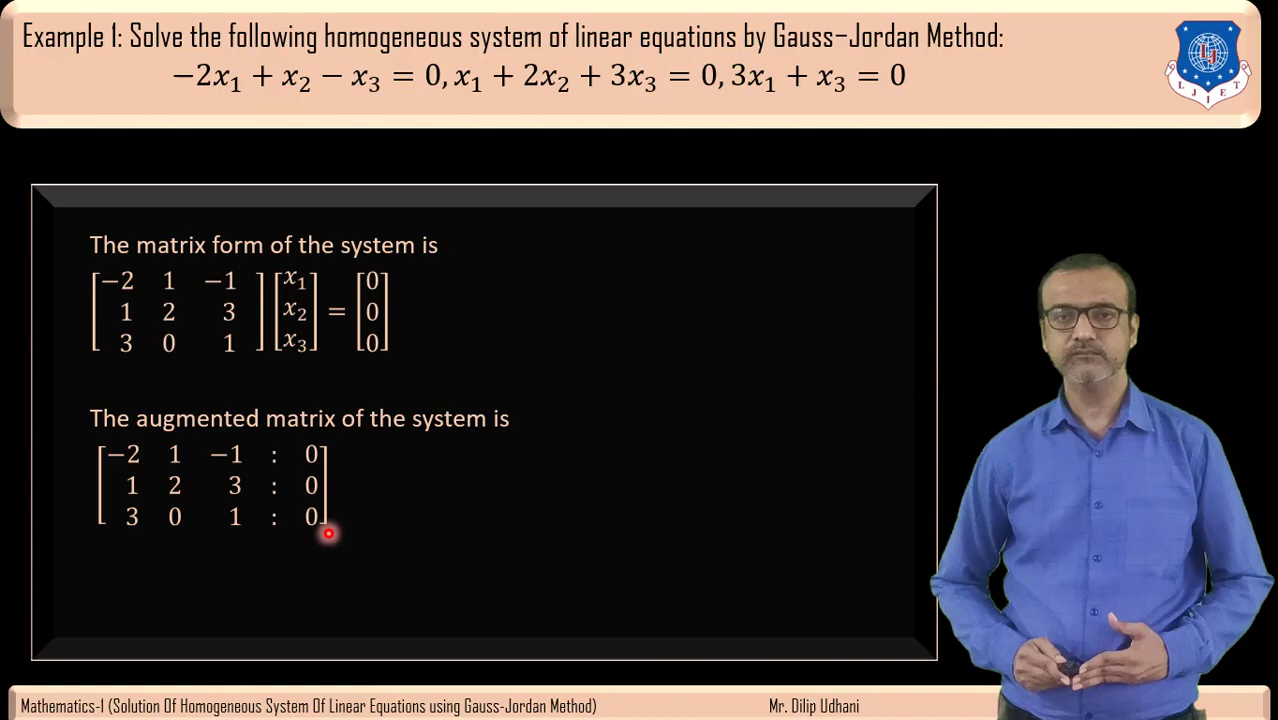 Example 1: Solve the following homogeneous system of linear equations by Gauss–Jordan Method:
−2x₁ + x₂ − x₃ = 0, x₁ + 2x₂ + 3x₃ = 0, 3x₁ + x₃ = 0
LJIET
The matrix form of the system is
[−2 1 −1] [x₁] [0]
[1 2 3] [x₂] = [0]
[3 0 1] [x₃] [0]
The augmented matrix of the system is
[−2 1 −1 : 0]
[1 2 3 : 0]
[3 0 1 : 0]
Mathematics-1 (Solution Of Homogeneous System Of Linear Equations using Gauss-Jordan Method) Mr. Dilip Udhani